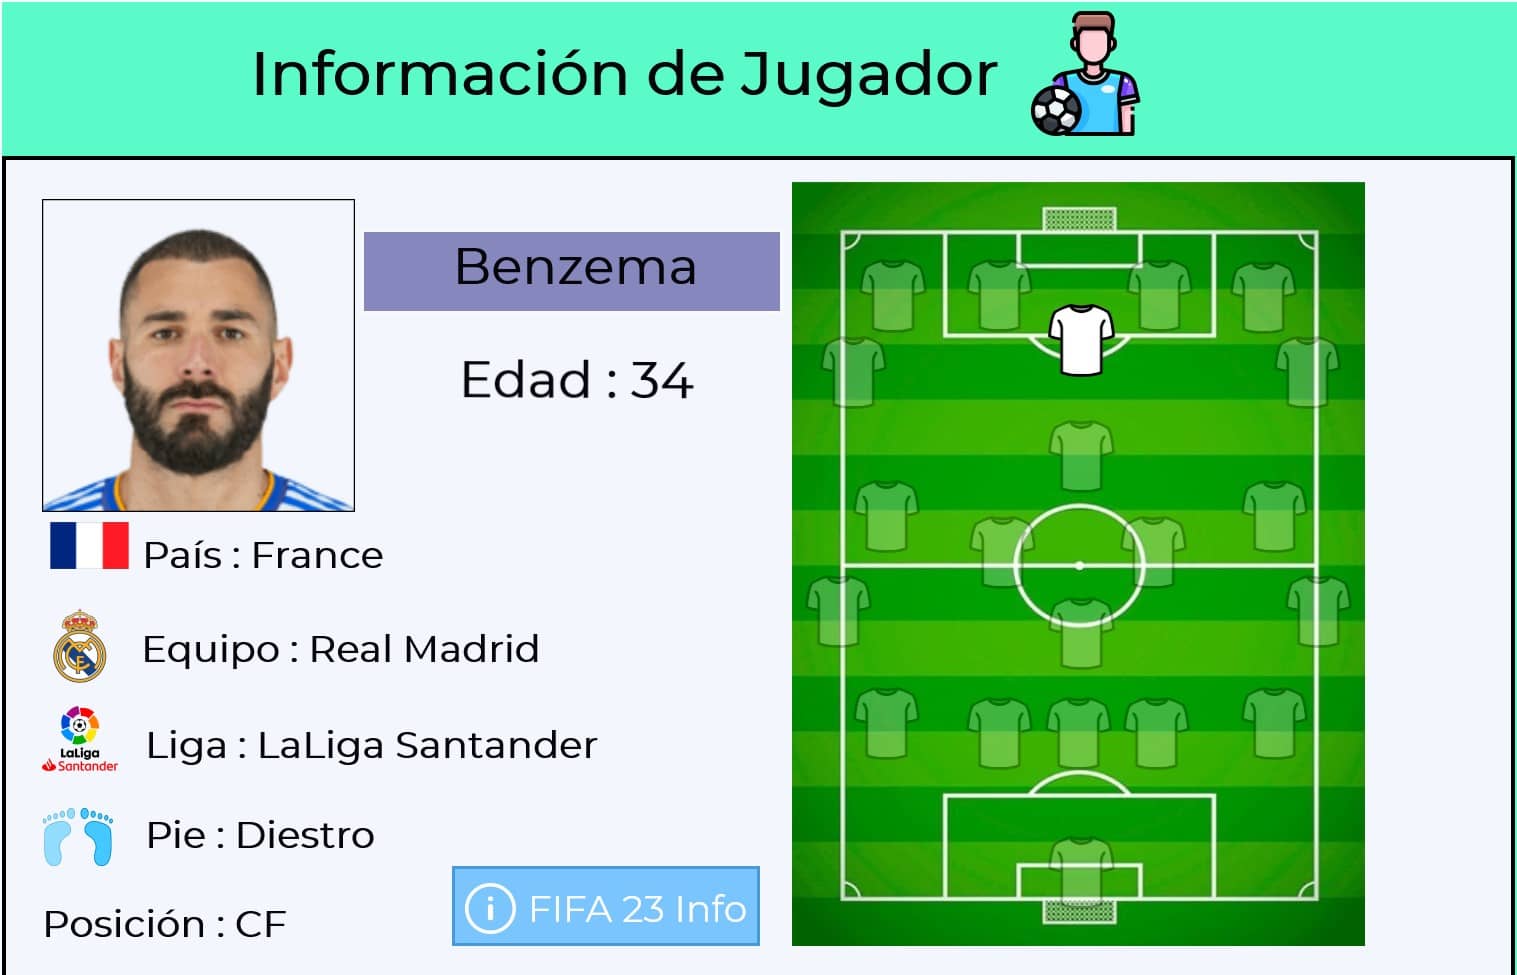 Información de Jugador
Benzema
Edad : 34
País : France
Equipo : Real Madrid
LaLiga
Santander
Liga : LaLiga Santander
Pie : Diestro
Posición : CF
i FIFA 23 Info